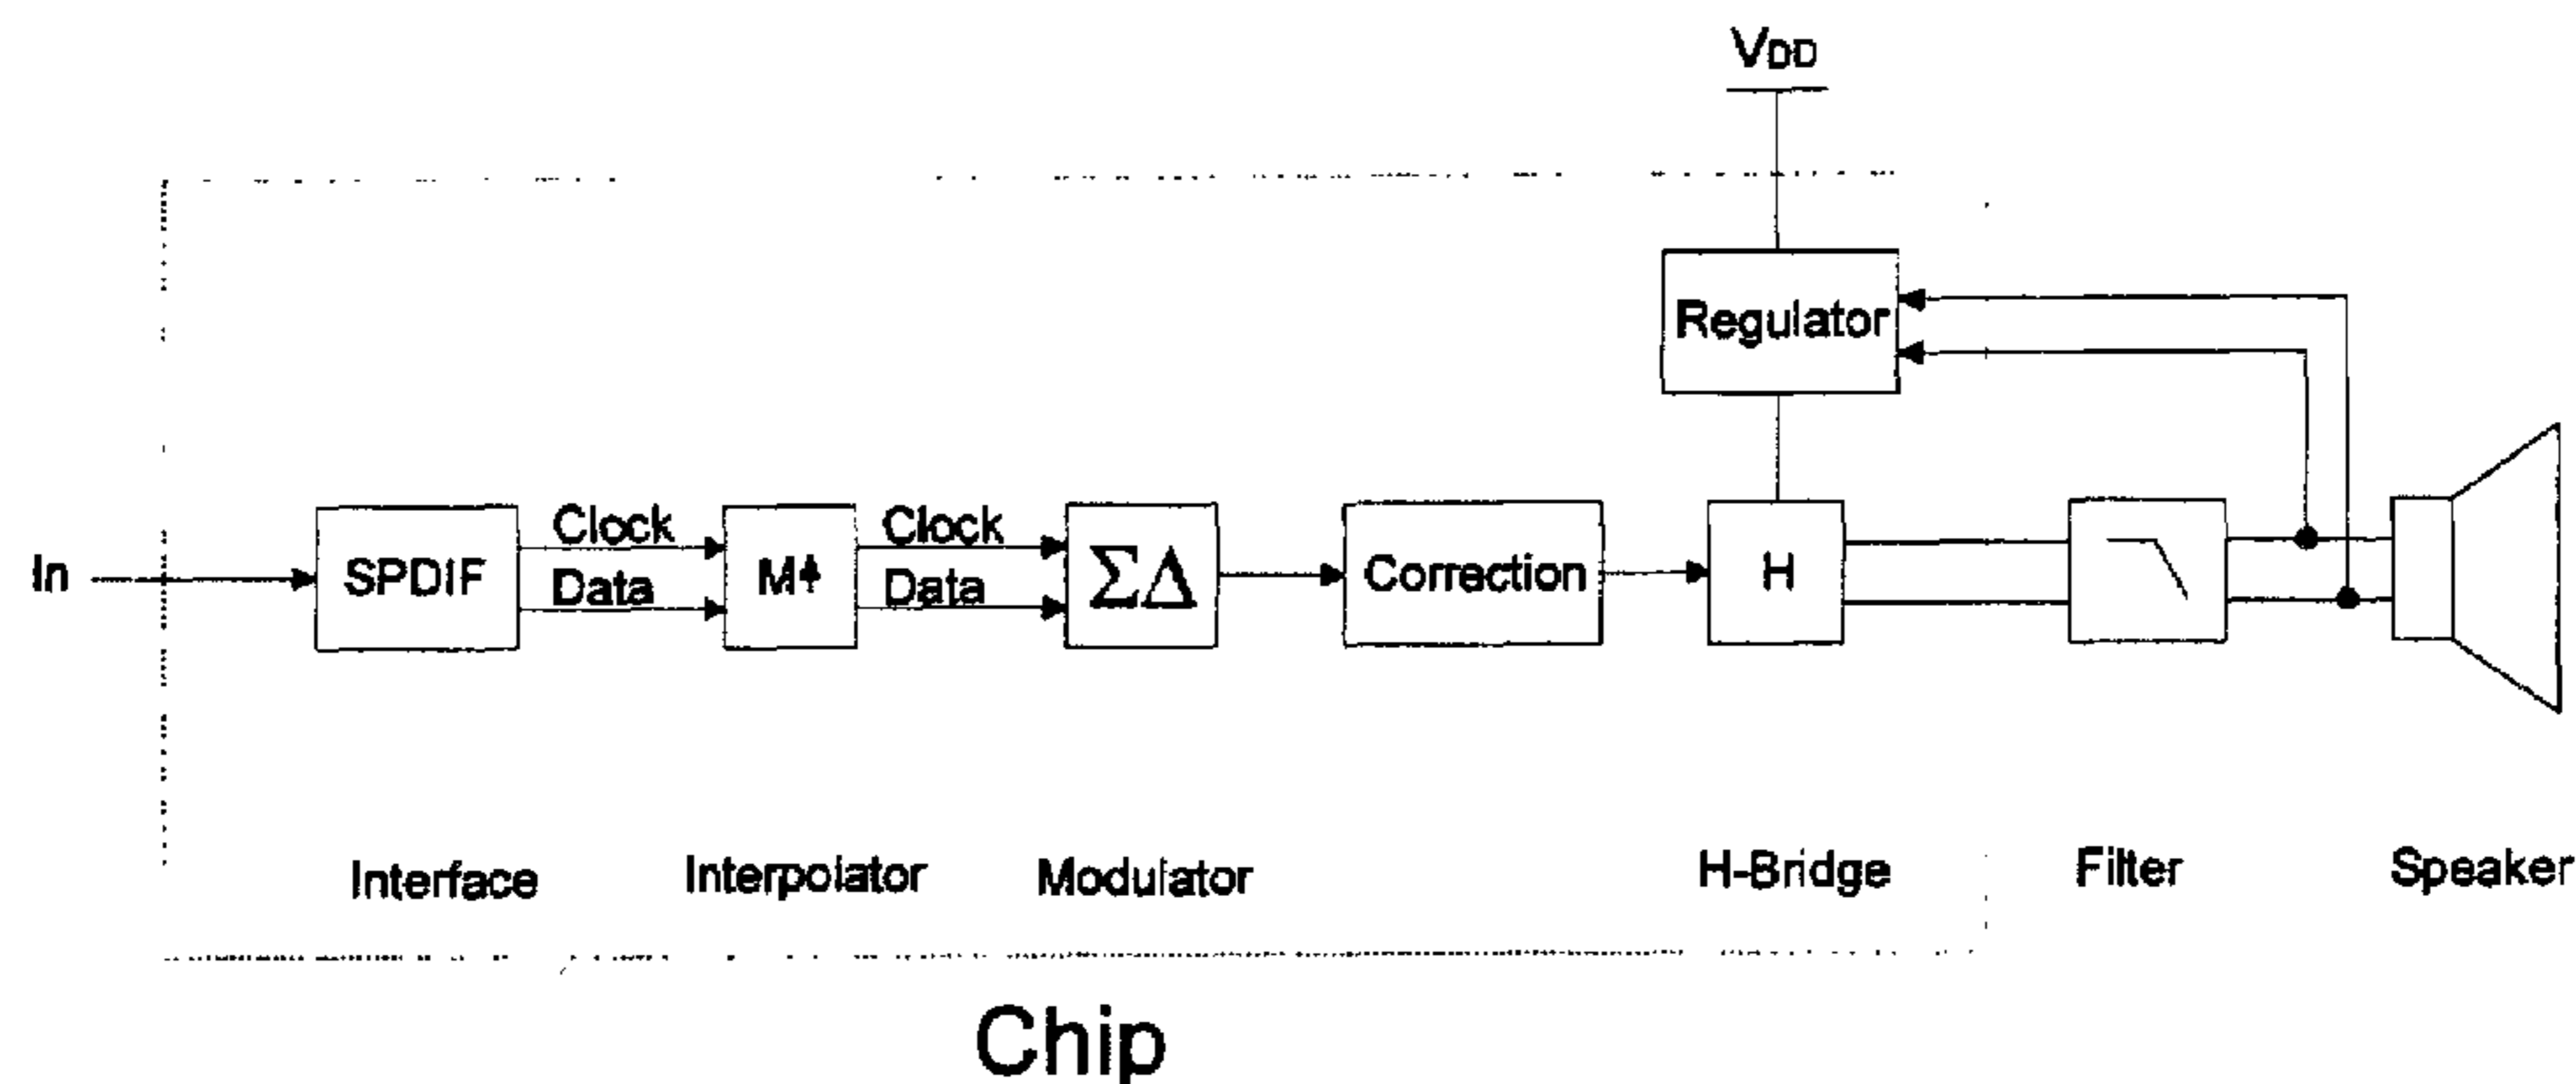 VDD
Regulator
In
SPDIF
Clock
Data
M↑
Clock
Data
ΣΔ
Correction
H
Interface
Interpolator
Modulator
H-Bridge
Filter
Speaker
Chip